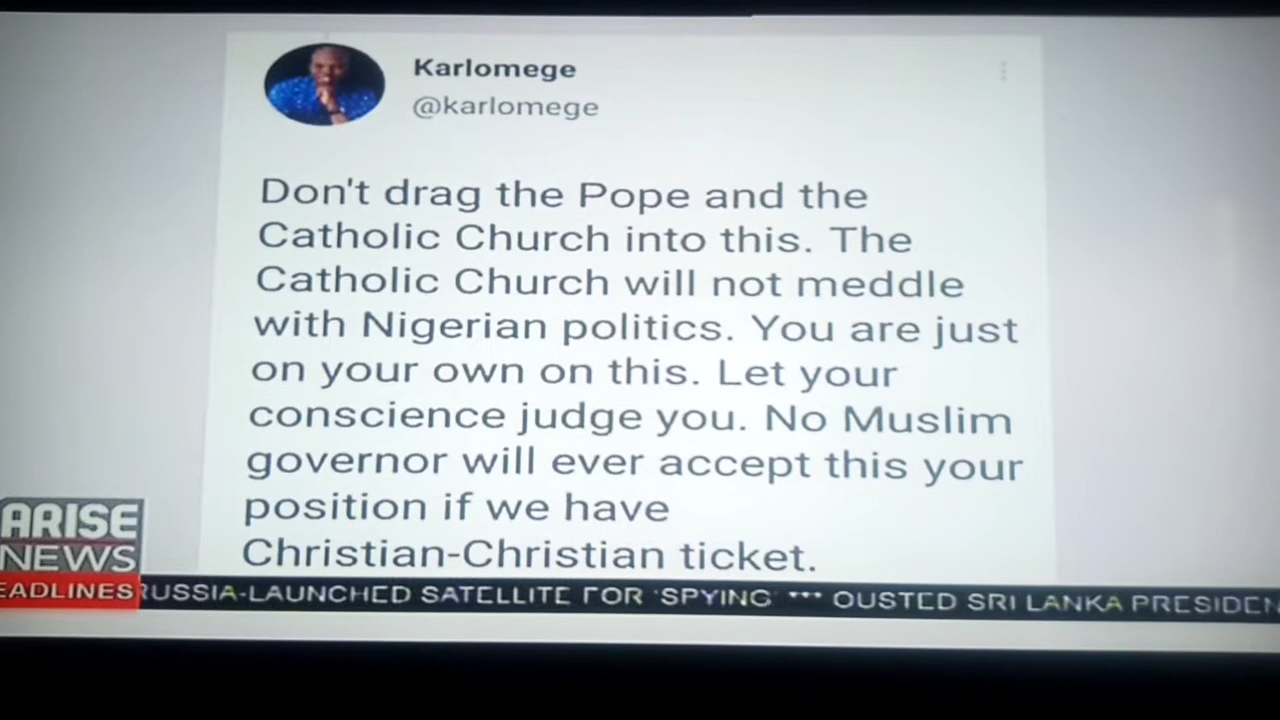 Karlomege
@karlomege
Don't drag the Pope and the
Catholic Church into this. The
Catholic Church will not meddle
with Nigerian politics. You are just
on your own on this. Let your
conscience judge you. No Muslim
governor will ever accept this your
position if we have
Christian-Christian ticket.
ARISE
NEWS
EADLINES
RUSSIA-LAUNCHED SATELLITE FOR 'SPYING' *** OUSTED SRI LANKA PRESIDEN